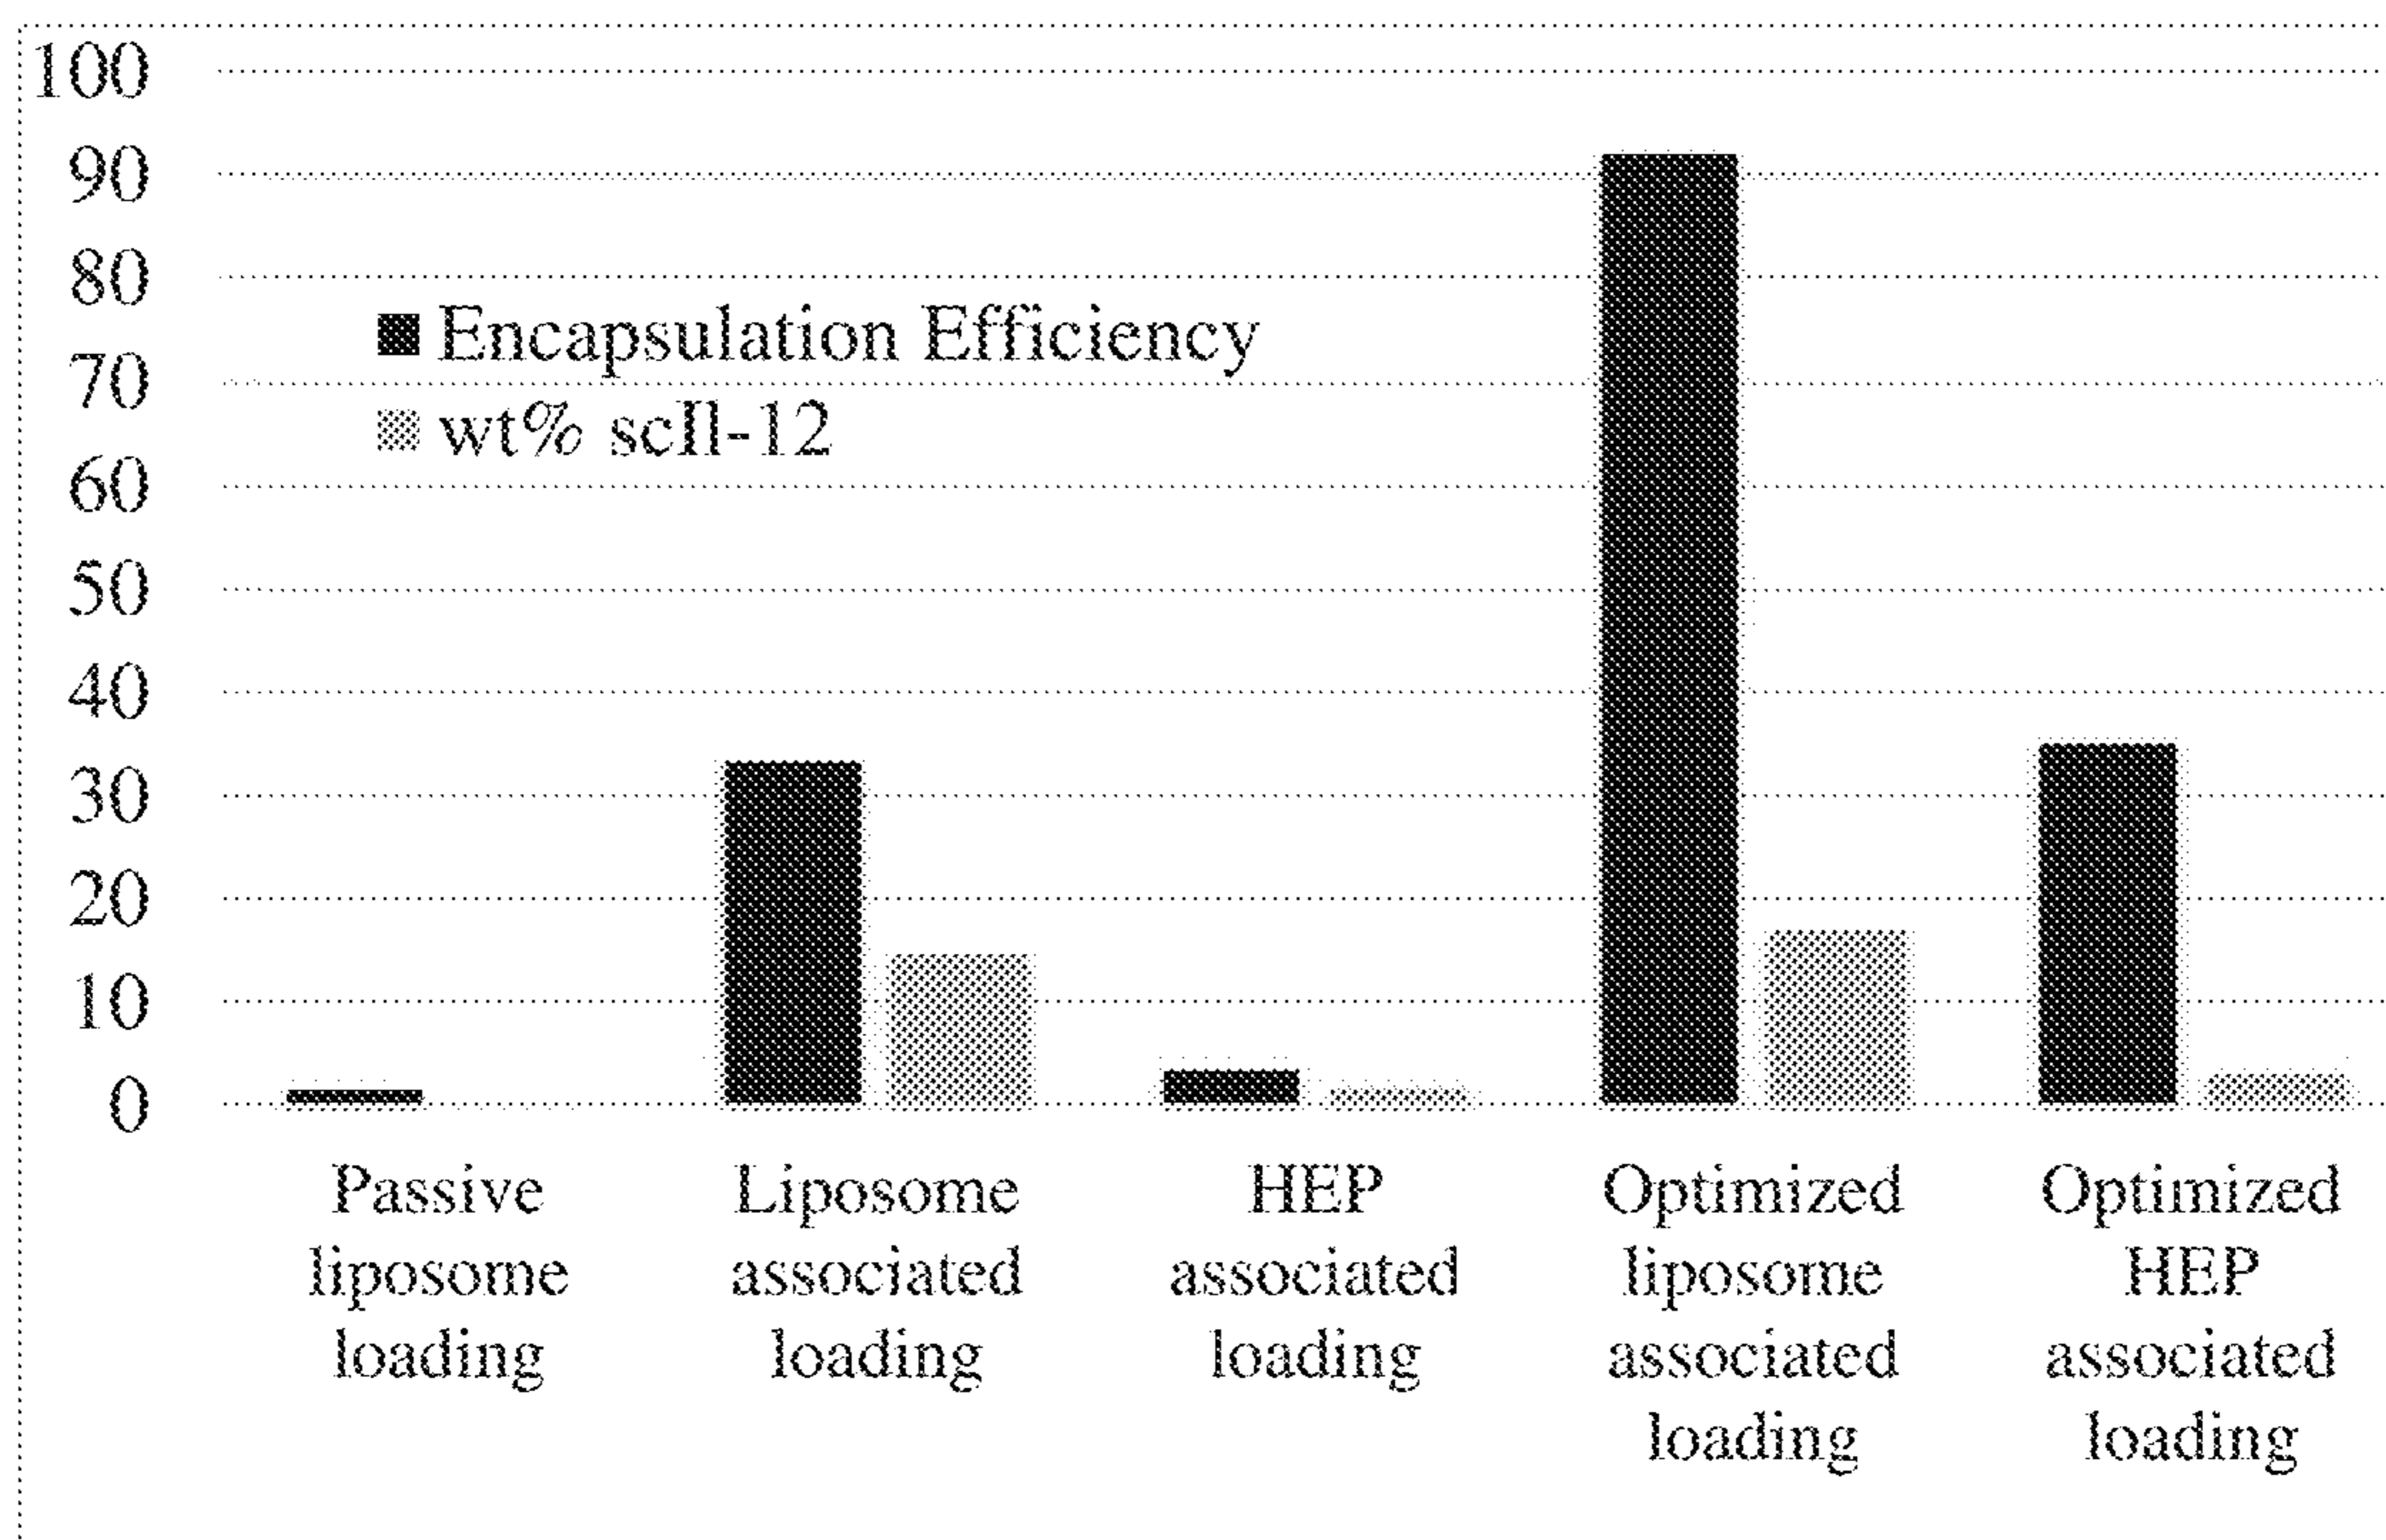 100
90
80
70
60
50
40
30
20
10
0
Encapsulation Efficiency
wt% scIl-12
Passive
liposome
loading
Liposome
associated
loading
HEP
associated
loading
Optimized
liposome
associated
loading
Optimized
HEP
associated
loading